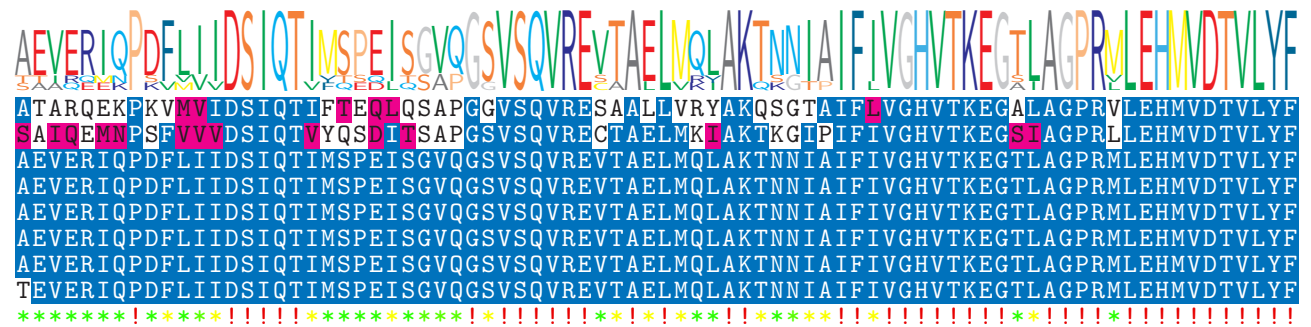 AEVERIQPDFLIIDSIQTIMSPEISGVQGSVSQVREVTAELMQLAKTNNIAIFIVGHVTKEGTLAGPRMLEHMVDTVLYF
ATARQEKPKVMVIDSIQTIFTEQLQSAPGGVSQVRESAALLVRYAKQSGTAIFLVGHVTKEGALAGPRVLEHMVDTVLYF
SAIQEMNPSFVVVDSIQTVYQSDITSAPGSVSQVRECTAELMKIAKTKGIPIFIVGHVTKEGSIAGPRLLEHMVDTVLYF
AEVERIQPDFLIIDSIQTIMSPEISGVQGSVSQVREVTAELMQLAKTNNIAIFIVGHVTKEGTLAGPRMLEHMVDTVLYF
AEVERIQPDFLIIDSIQTIMSPEISGVQGSVSQVREVTAELMQLAKTNNIAIFIVGHVTKEGTLAGPRMLEHMVDTVLYF
AEVERIQPDFLIIDSIQTIMSPEISGVQGSVSQVREVTAELMQLAKTNNIAIFIVGHVTKEGTLAGPRMLEHMVDTVLYF
AEVERIQPDFLIIDSIQTIMSPEISGVQGSVSQVREVTAELMQLAKTNNIAIFIVGHVTKEGTLAGPRMLEHMVDTVLYF
AEVERIQPDFLIIDSIQTIMSPEISGVQGSVSQVREVTAELMQLAKTNNIAIFIVGHVTKEGTLAGPRMLEHMVDTVLYF
TEVERIQPDFLIIDSIQTIMSPEISGVQGSVSQVREVTAELMQLAKTNNIAIFIVGHVTKEGTLAGPRMLEHMVDTVLYF
*******!*****!!!!!**********!*!!!!!!**!*!***!!*****!!*!!!!!!!!**!!!!*!!!!!!!!!!!